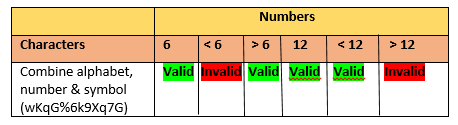 Numbers
Characters 6 < 6 > 6 12 < 12 > 12
Combine alphabet, Valid Invalid Valid Valid Valid Invalid
number & symbol
(wKqG%6k9Xq7G)